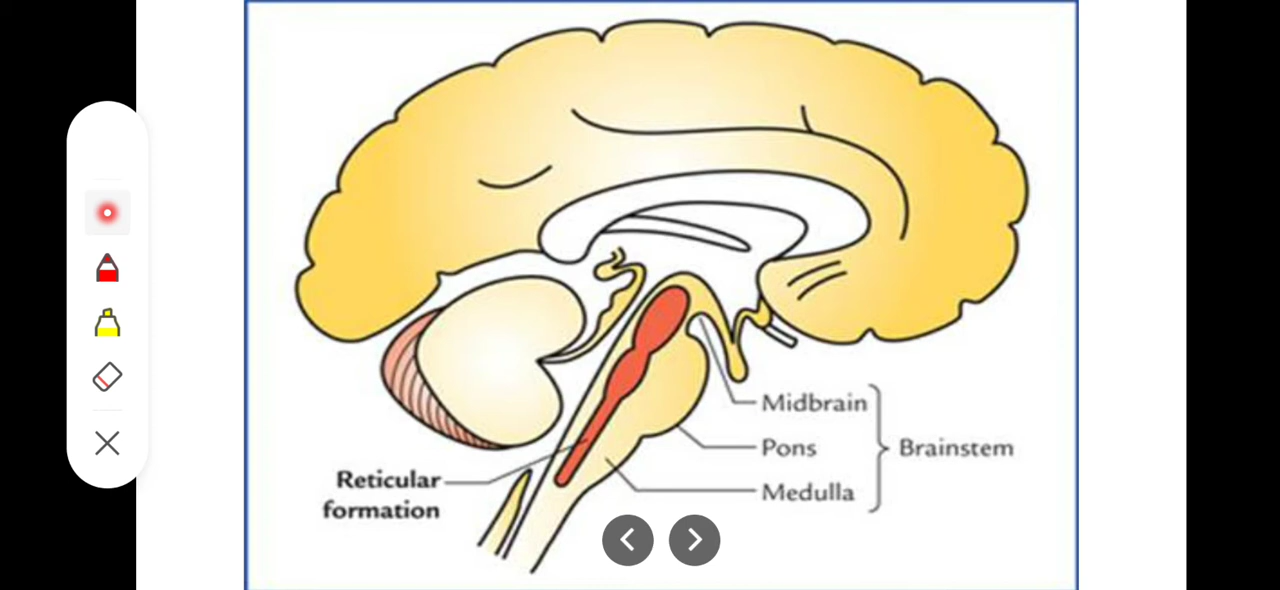 Midbrain
Pons
Brainstem
Medulla
Reticular
formation